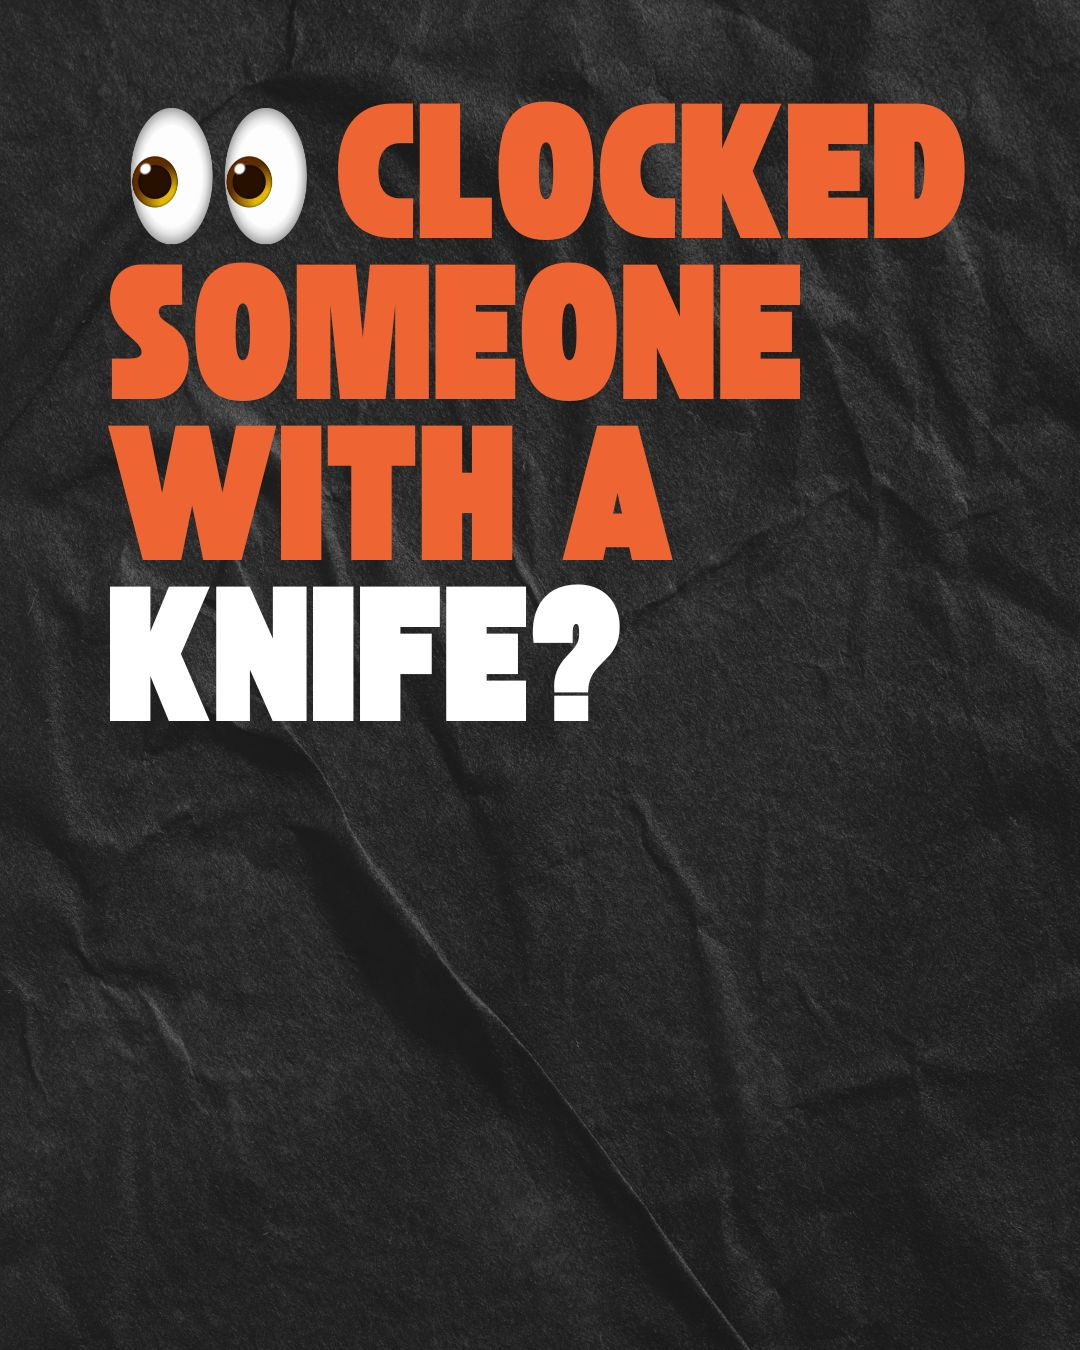 👀 CLOCKED
SOMEONE
WITH A
KNIFE?